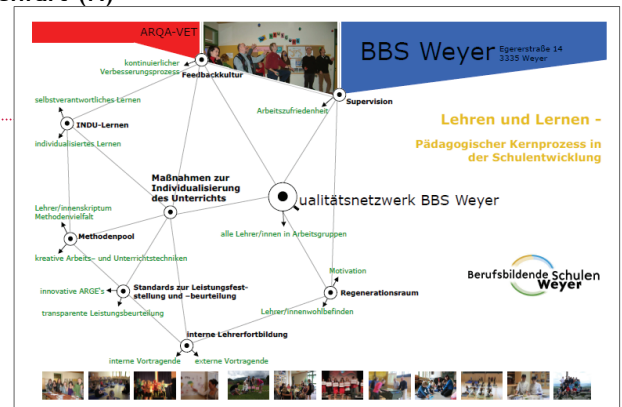 ARQA-VET
BBS Weyer
Egererstraße 14
3335 Weyer
kontinuierlicher
Verbesserungsprozess
Feedbackkultur
Supervision
Arbeitszufriedenheit
selbstverantwortliches Lernen
INDU-Lernen
individualisiertes Lernen
Lehren und Lernen -
Pädagogischer Kernprozess in
der Schulentwicklung
Maßnahmen zur
Individualisierung
des Unterrichts
ualitätsnetzwerk BBS Weyer
alle Lehrer/innen in Arbeitsgruppen
Lehrer/innenskriptum
Methodenvielfalt
Methodenpool
kreative Arbeits- und Unterrichtstechniken
Motivation
Regenerationsraum
Lehrer/innenwohlbefinden
Berufsbildende Schulen
Weyer
innovative ARGE's
Standards zur Leistungsfest-
stellung und -beurteilung
transparente Leistungsbeurteilung
interne Lehrerfortbildung
interne Vortragende
externe Vortragende